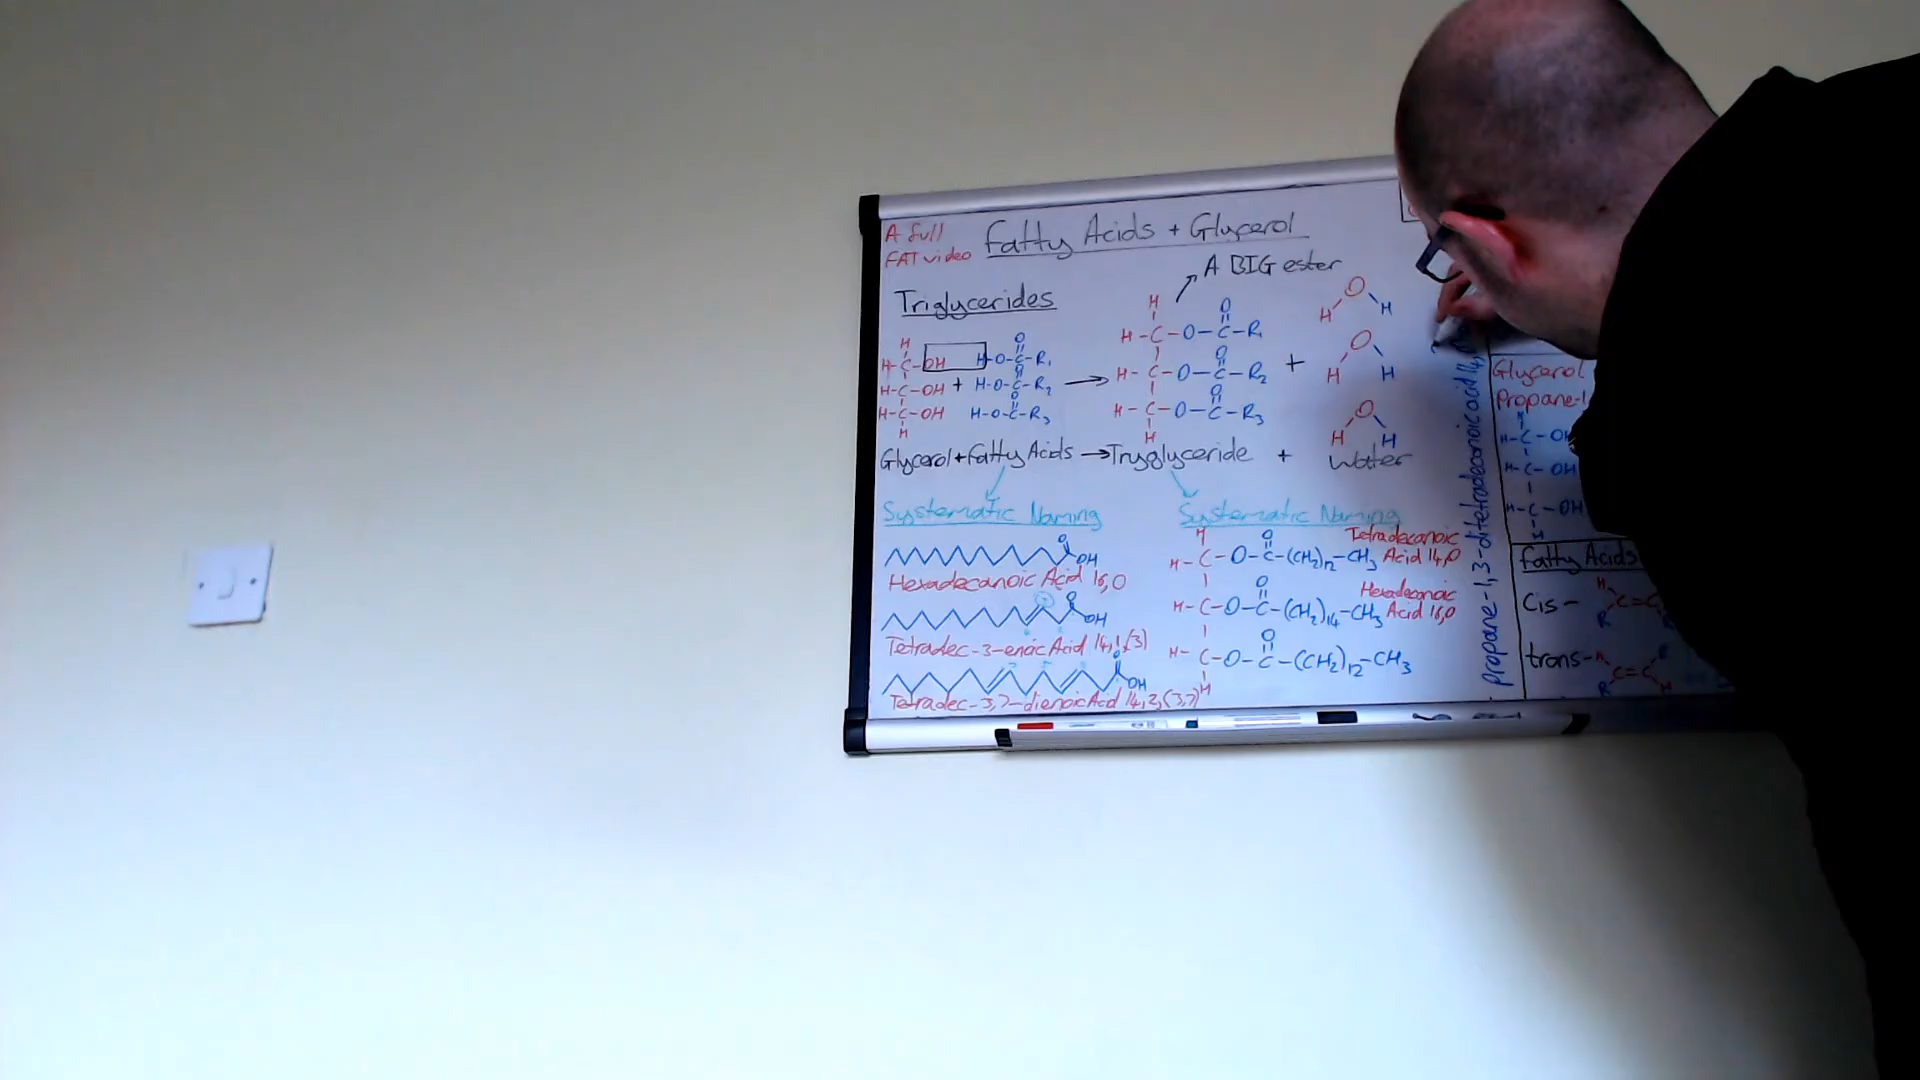 A full
FAT video
Fatty Acids + Glycerol
A BIG ester
Triglycerides
H
H-C-OH H-O-C-R1
H-C-OH + H-O-C-R2
H-C-OH H-O-C-R3
H
O
O
O
H
H-C-O-C-R1
H-C-O-C-R2
H-C-O-C-R3
H
O
O
O
+
O
H H
O
H H
O
H H
Glycerol + Fatty Acids → Tryglyceride + Water
Systematic Naming
O
OH
Hexadecanoic Acid 16,0
O
OH
Tetradec-3-enoic Acid 14,1,(3)
O
OH
Tetradec-3,7-dienoic Acid 14,2,(3,7)
Systematic Naming
H
O
H-C-O-C-(CH2)12-CH3
Tetradecanoic
Acid 14,0
O
H-C-O-C-(CH2)14-CH3
Hexadecanoic
Acid 16,0
O
H-C-O-C-(CH2)12-CH3
H
propane-1,3-ditetradecanoic acid 14,
Glycerol
Propane-1
H
H-C-OH
H-C-OH
H-C-OH
H
Fatty Acids
Cis-
H
C=C
R
trans-
H R
C=C
R H